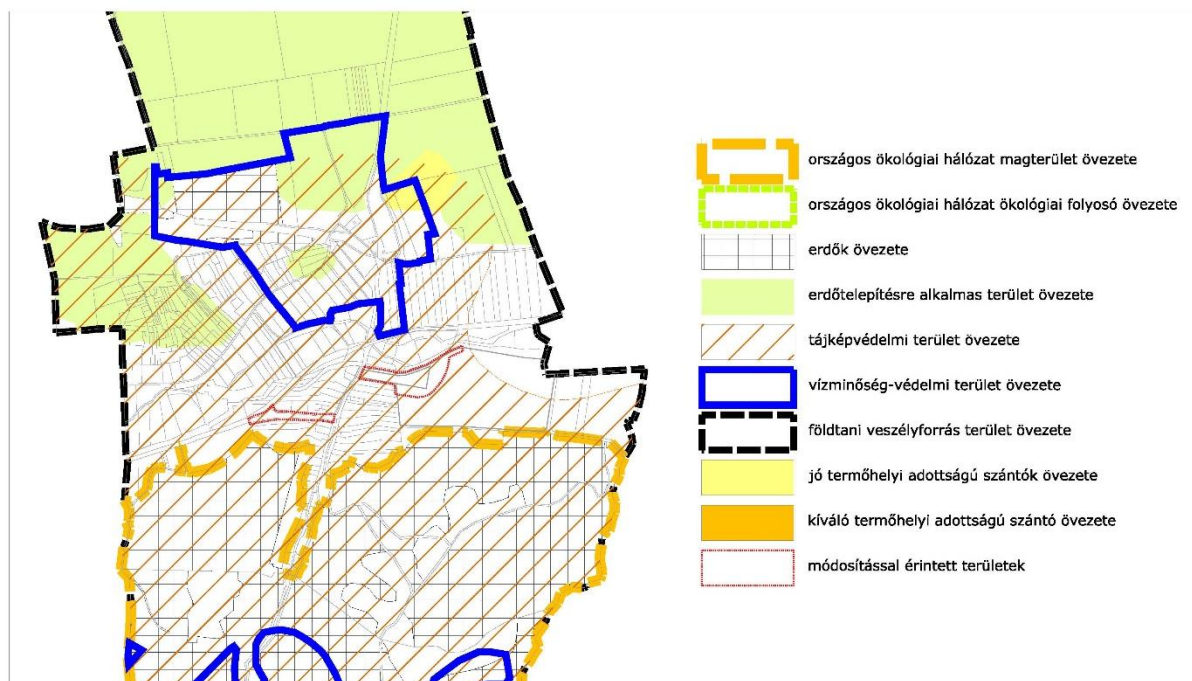 országos ökológiai hálózat magterület övezete
országos ökológiai hálózat ökológiai folyosó övezete
erdők övezete
erdőtelepítésre alkalmas terület övezete
tájképvédelmi terület övezete
vízminőség-védelmi terület övezete
földtani veszélyforrás terület övezete
jó termőhelyi adottságú szántók övezete
kíváló termőhelyi adottságú szántó övezete
módosítással érintett területek